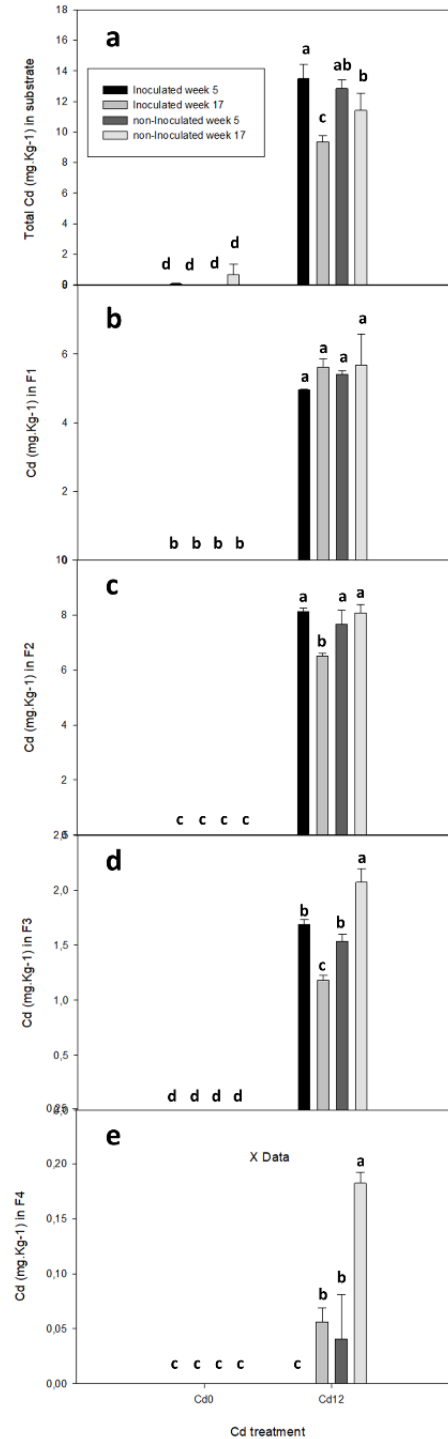 18
a
a
16
14
ab
b
Inoculated week 5
Inoculated week 17
non-Inoculated week 5
non-Inoculated week 17
12
c
10
8
6
4
d
2
d d d
Total Cd (mg.Kg-1) in substrate
b
a
6
a a
a
4
2
b b b b
0
Cd (mg.Kg-1) in F1
10
c
a a a
8
b
6
4
2
c c c c
Cd (mg.Kg-1) in F2
d
a
2,0
b b
1,5
c
1,0
0,5
d d d d
Cd (mg.Kg-1) in F3
e
X Data
a
0,20
0,15
0,10
b b
0,05
c c c c c
0,00
Cd (mg.Kg-1) in F4
Cd0 Cd12
Cd treatment